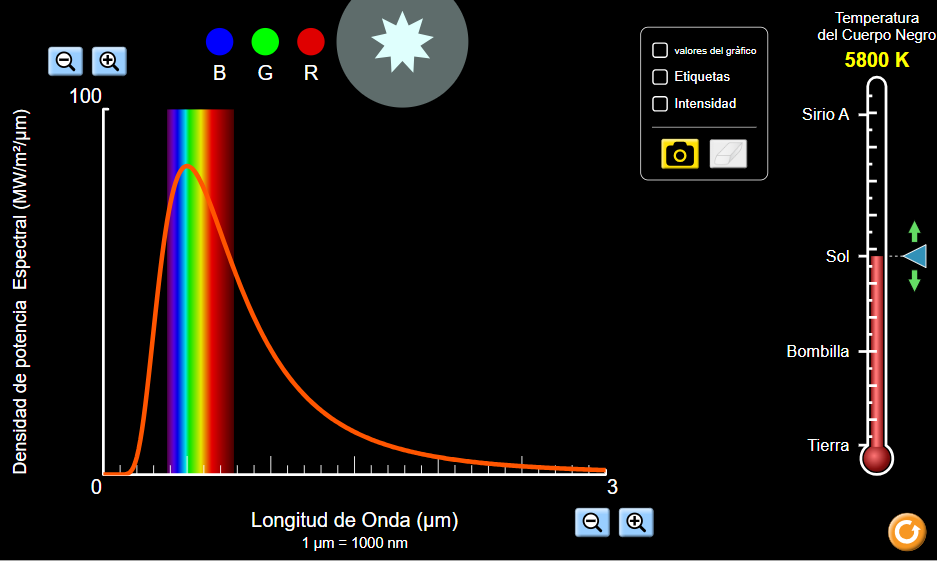 B G R
100
Densidad de potencia  Espectral (MW/m²/µm)
0
3
Longitud de Onda (µm)
1 µm = 1000 nm
valores del gráfico
Etiquetas
Intensidad
Temperatura
del Cuerpo Negro
5800 K
Sirio A
Sol
Bombilla
Tierra